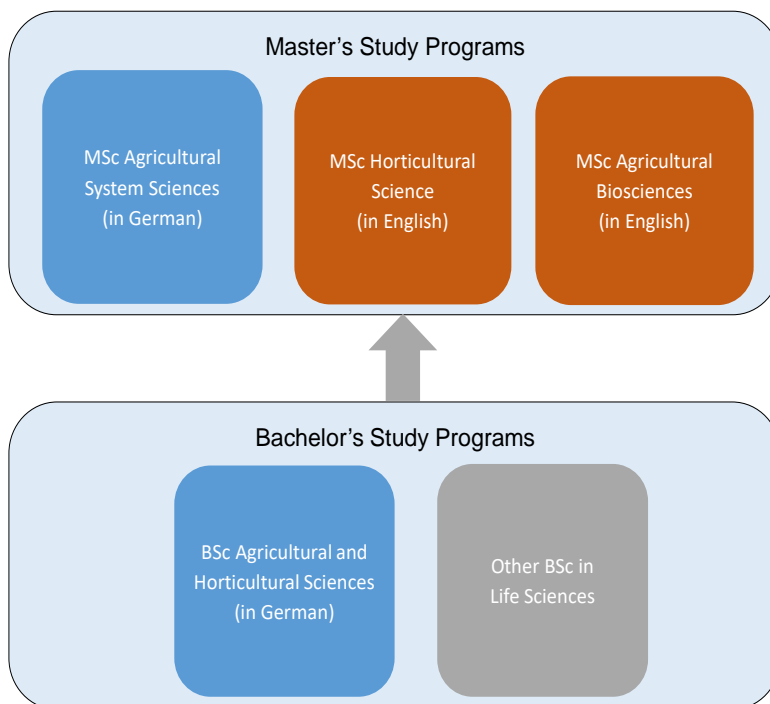 Master’s Study Programs
MSc Agricultural
System Sciences
(in German)
MSc Horticultural
Science
(in English)
MSc Agricultural
Biosciences
(in English)
Bachelor’s Study Programs
BSc Agricultural and
Horticultural Sciences
(in German)
Other BSc in
Life Sciences